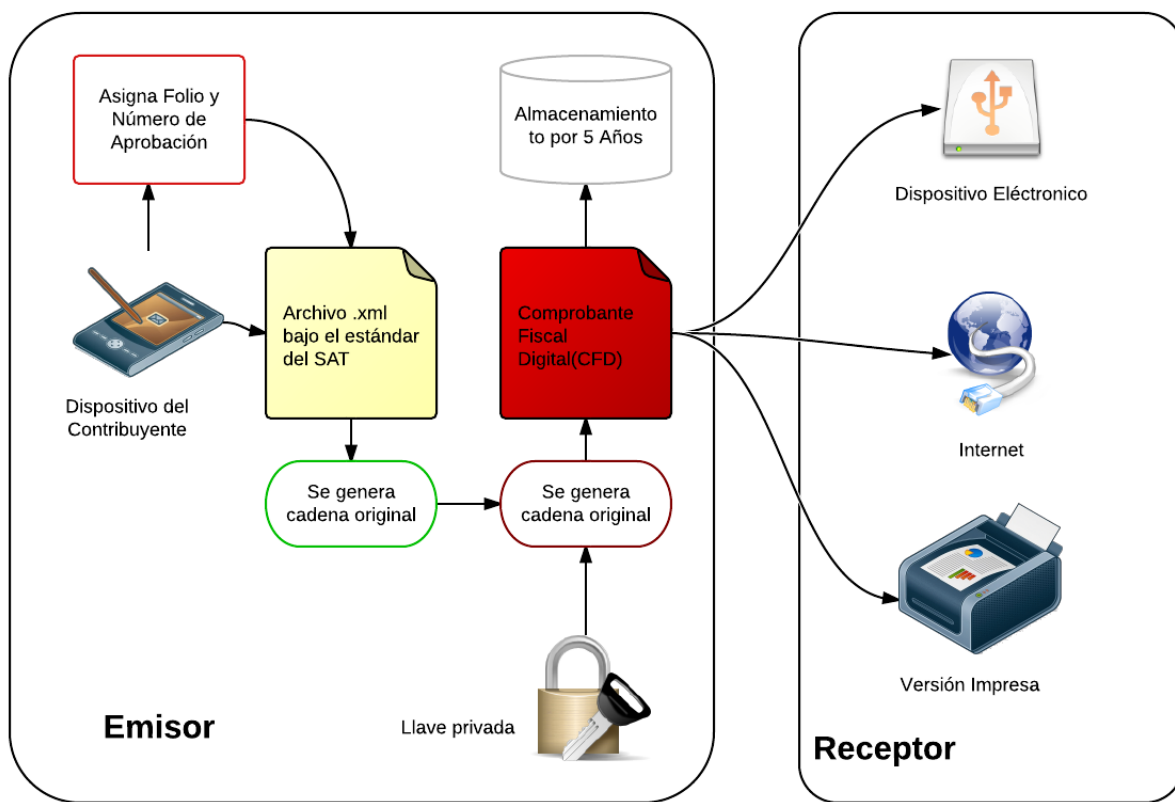 Asigna Folio y
Número de
Aprobación
Almacenamiento
to por 5 Años
Dispositivo Eléctronico
Archivo .xml
bajo el estándar
del SAT
Comprobante
Fiscal
Digital(CFD)
Dispositivo del
Contribuyente
Internet
Se genera
cadena original
Se genera
cadena original
Versión Impresa
Llave privada
Emisor
Receptor